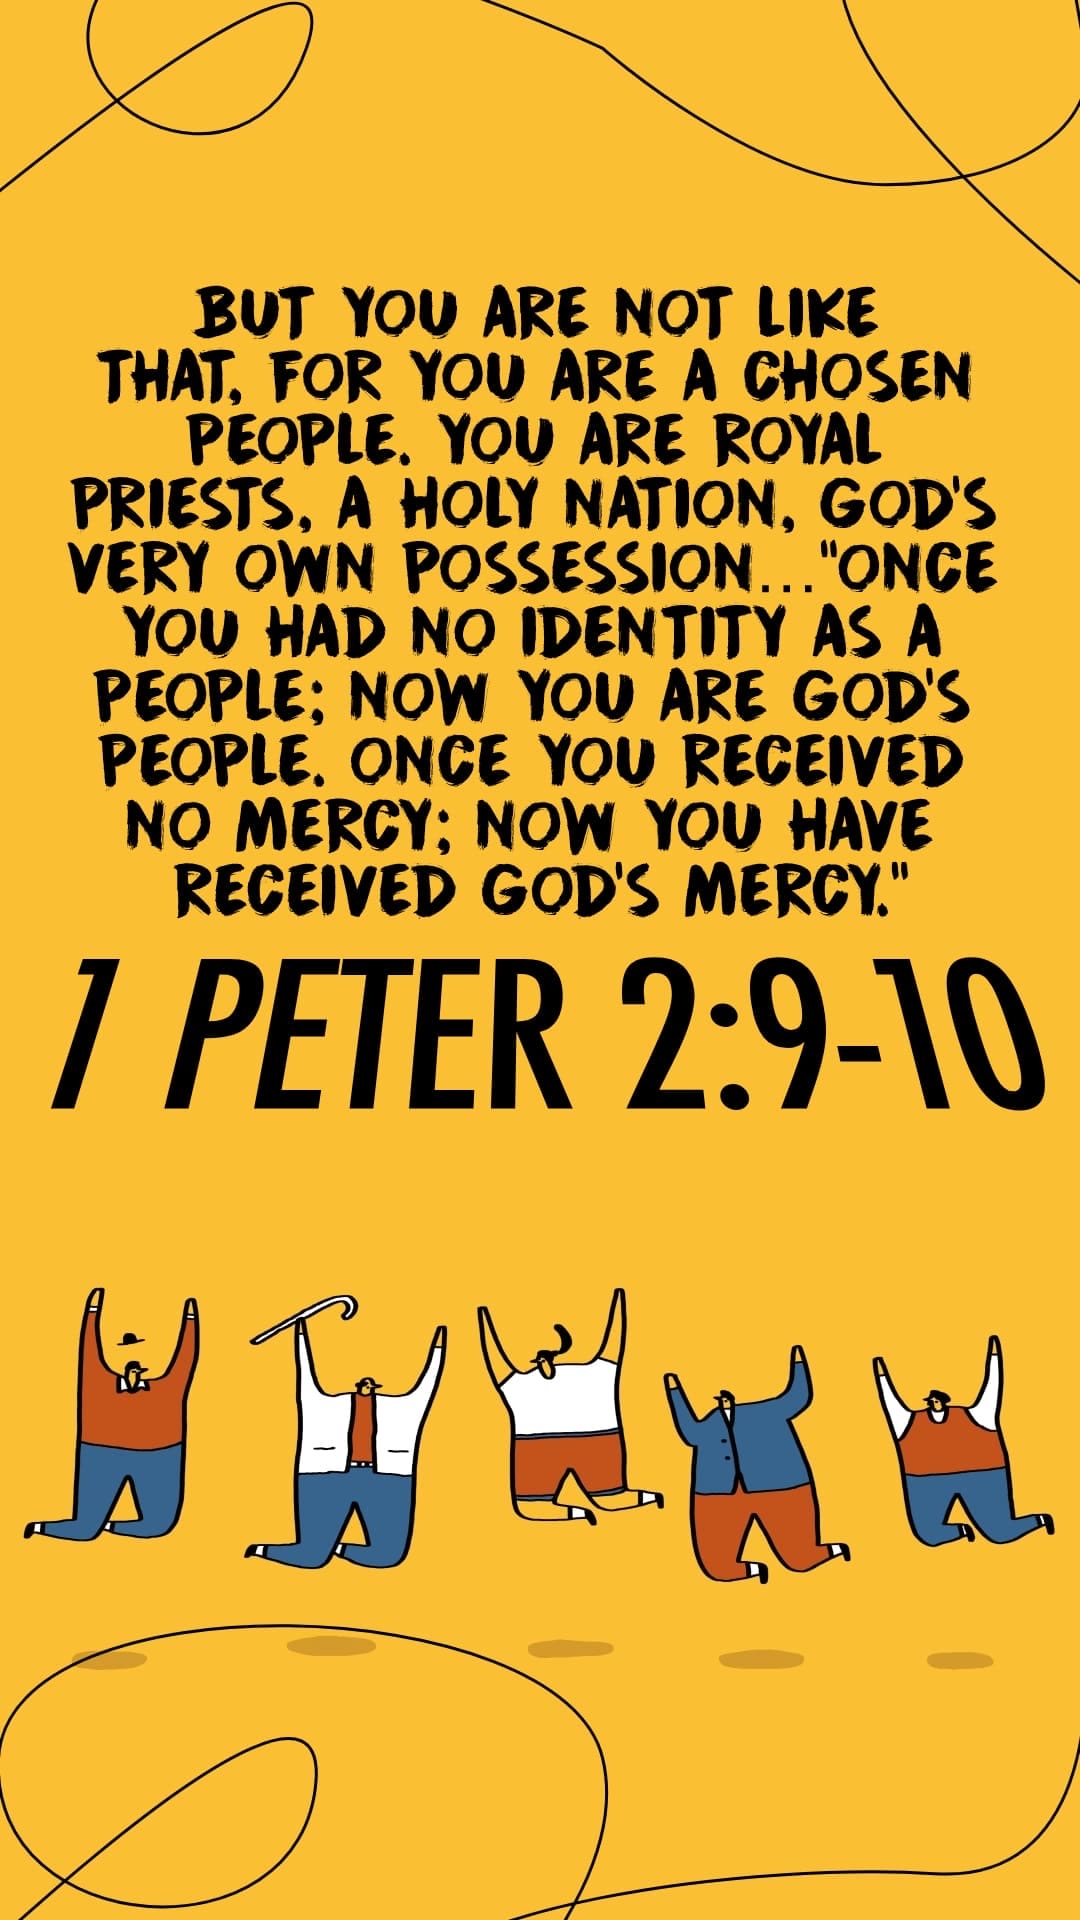 BUT YOU ARE NOT LIKE
THAT, FOR YOU ARE A CHOSEN
PEOPLE. YOU ARE ROYAL
PRIESTS, A HOLY NATION, GOD'S
VERY OWN POSSESSION..."ONCE
YOU HAD NO IDENTITY AS A
PEOPLE; NOW YOU ARE GOD'S
PEOPLE. ONCE YOU RECEIVED
NO MERCY; NOW YOU HAVE
RECEIVED GOD'S MERCY."
1 PETER 2:9-10